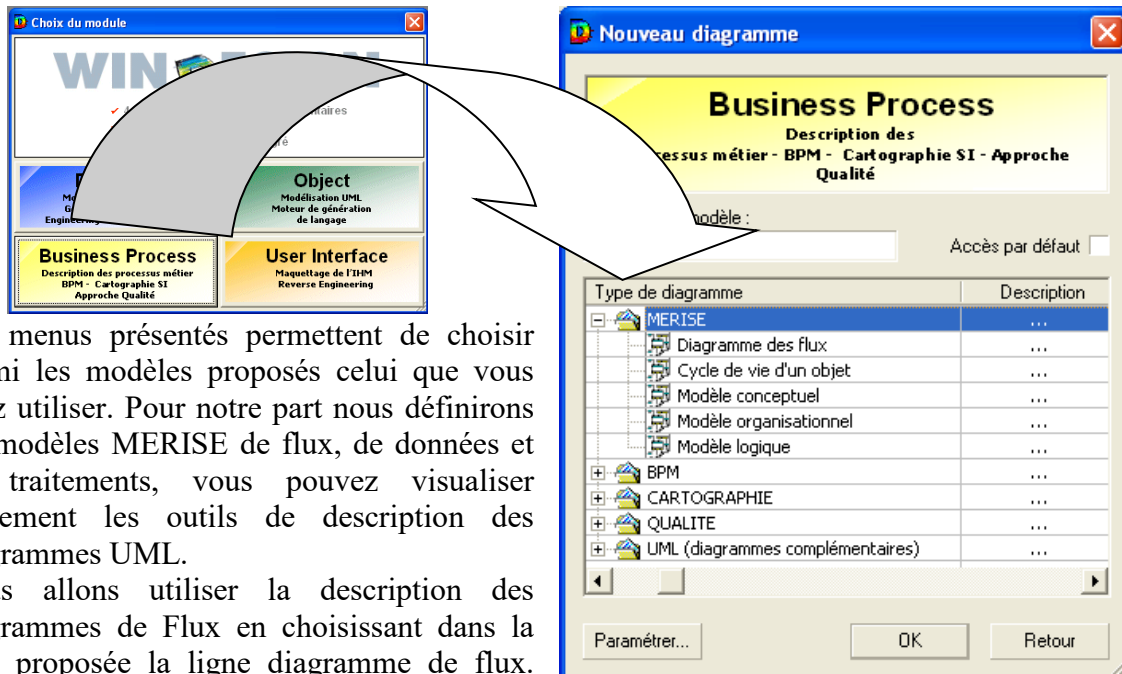 Choix du module
WIN
Object
Modélisation UML
Moteur de génération
de langage
Business Process
Description des processus métier
BPM - Cartographie SI
Approche Qualité
User Interface
Maquettage de l'IHM
Reverse Engineering
menus présentés permettent de choisir
les modèles proposés celui que vous
utiliser. Pour notre part nous définirons
modèles MERISE de flux, de données et
traitements, vous pouvez visualiser
les outils de description des
UML.
allons utiliser la description des
de Flux en choisissant dans la
proposée la ligne diagramme de flux.
Nouveau diagramme
Business Process
Description des
métier - BPM - Cartographie SI - Approche
Qualité
modèle :
Accès par défaut
Type de diagramme Description
MERISE ...
Diagramme des flux ...
Cycle de vie d'un objet ...
Modèle conceptuel ...
Modèle organisationnel ...
Modèle logique ...
BPM ...
CARTOGRAPHIE ...
QUALITE ...
UML (diagrammes complémentaires) ...
Paramétrer... OK Retour